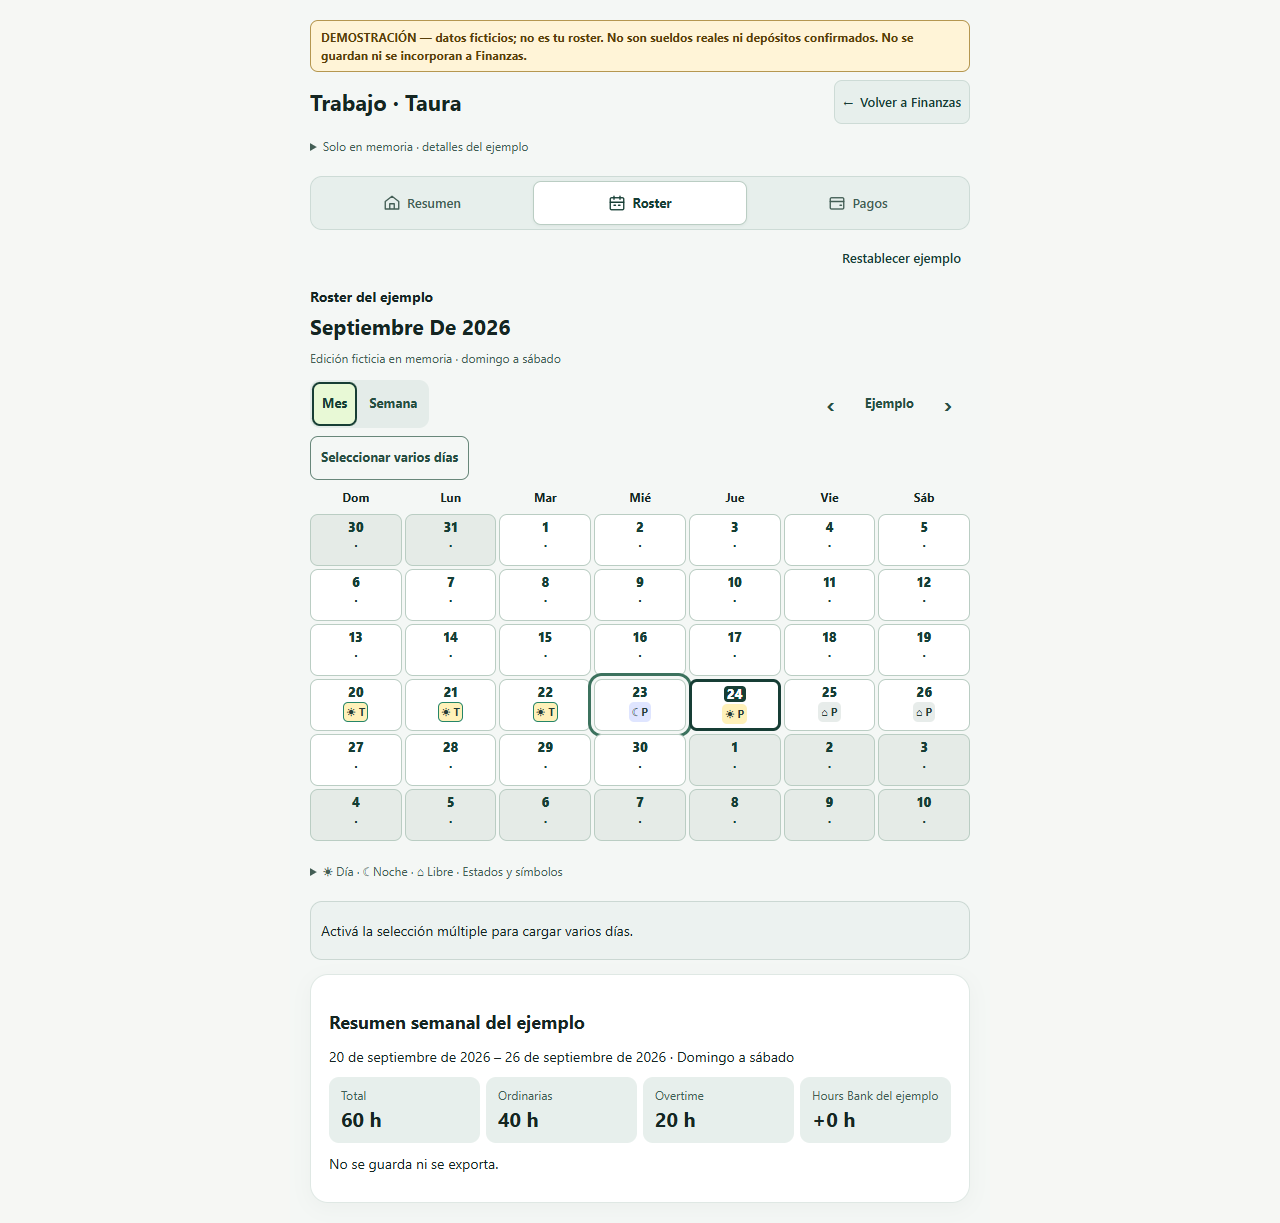 DEMOSTRACIÓN — datos ficticios; no es tu roster. No son sueldos reales ni depósitos confirmados. No se
guardan ni se incorporan a Finanzas.
Trabajo · Taura
← Volver a Finanzas
▶ Solo en memoria · detalles del ejemplo
Resumen
Roster
Pagos
Restablecer ejemplo
Roster del ejemplo
Septiembre De 2026
Edición ficticia en memoria · domingo a sábado
Mes Semana
‹ Ejemplo ›
Seleccionar varios días
Dom Lun Mar Mié Jue Vie Sáb
30 31 1 2 3 4 5
· · · · · · ·
6 7 8 9 10 11 12
· · · · · · ·
13 14 15 16 17 18 19
· · · · · · ·
20 21 22 23 24 25 26
☀ T ☀ T ☀ T ☾ P ☀ P ⌂ P ⌂ P
27 28 29 30 1 2 3
· · · · · · ·
4 5 6 7 8 9 10
· · · · · · ·
▶ ☀ Día · ☾ Noche · ⌂ Libre · Estados y símbolos
Activá la selección múltiple para cargar varios días.
Resumen semanal del ejemplo
20 de septiembre de 2026 – 26 de septiembre de 2026 · Domingo a sábado
Total Ordinarias Overtime Hours Bank del ejemplo
60 h 40 h 20 h +0 h
No se guarda ni se exporta.